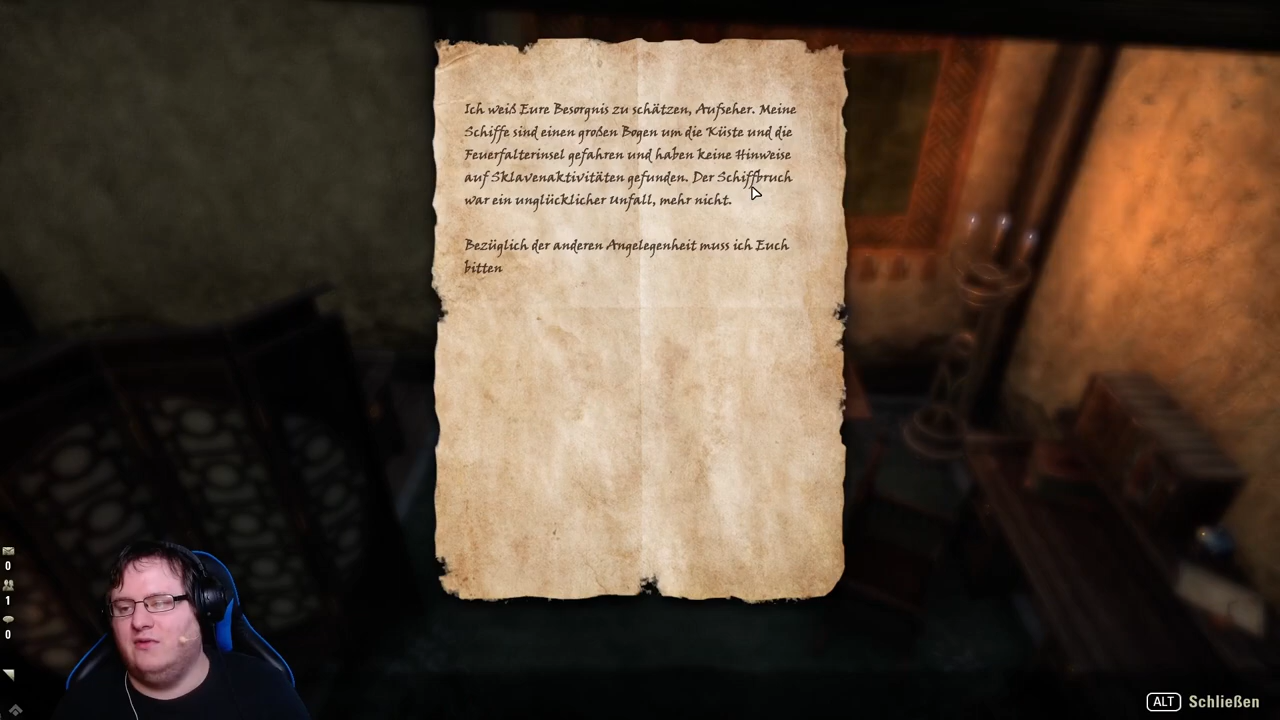 Ich weiß Eure Besorgnis zu schätzen, Aufseher. Meine
Schiffe sind einen großen Bogen um die Küste und die
Feuerfalterinsel gefahren und haben keine Hinweise
auf Sklavenaktivitäten gefunden. Der Schiffbruch
war ein unglücklicher Unfall, mehr nicht.
Bezüglich der anderen Angelegenheit muss ich Euch
bitten
0
1
0
ALT Schließen